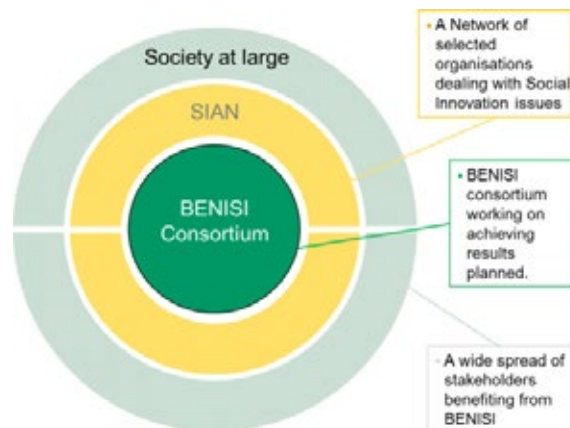 Society at large
SIAN
BENISI
Consortium
• A Network of
selected
organisations
dealing with Social
Innovation issues
• BENISI
consortium
working on
achieving
results
planned.
- A wide spread of
stakeholders
benefiting from
BENISI